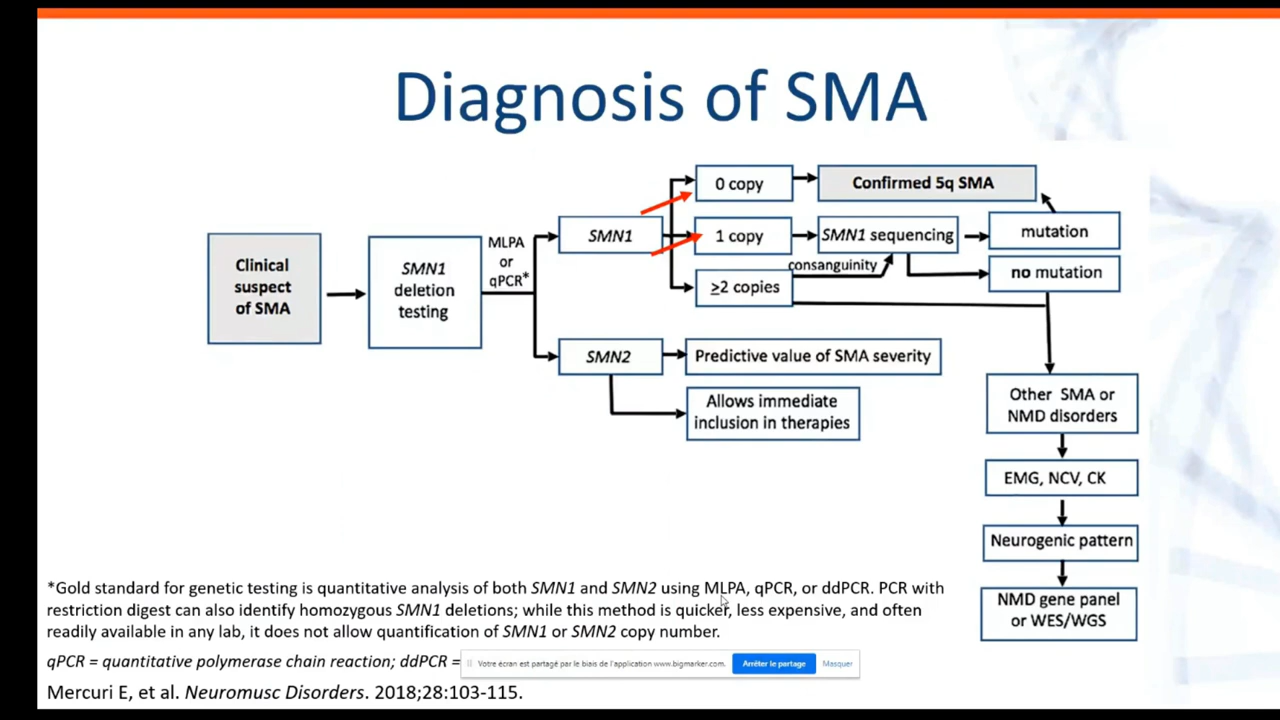 Diagnosis of SMA
Clinical
suspect
of SMA
SMN1
deletion
testing
MLPA
or
qPCR*
SMN1
0 copy
Confirmed 5q SMA
1 copy
SMN1 sequencing
mutation
consanguinity
≥2 copies
no mutation
SMN2
Predictive value of SMA severity
Allows immediate
inclusion in therapies
Other SMA or
NMD disorders
EMG, NCV, CK
Neurogenic pattern
NMD gene panel
or WES/WGS
*Gold standard for genetic testing is quantitative analysis of both SMN1 and SMN2 using MLPA, qPCR, or ddPCR. PCR with
restriction digest can also identify homozygous SMN1 deletions; while this method is quicker, less expensive, and often
readily available in any lab, it does not allow quantification of SMN1 or SMN2 copy number.
qPCR = quantitative polymerase chain reaction; ddPCR =
Votre écran est partagé par le biais de l'application www.bigmarker.com.
Arrêter le partage
Masquer
Mercuri E, et al. Neuromusc Disorders. 2018;28:103-115.